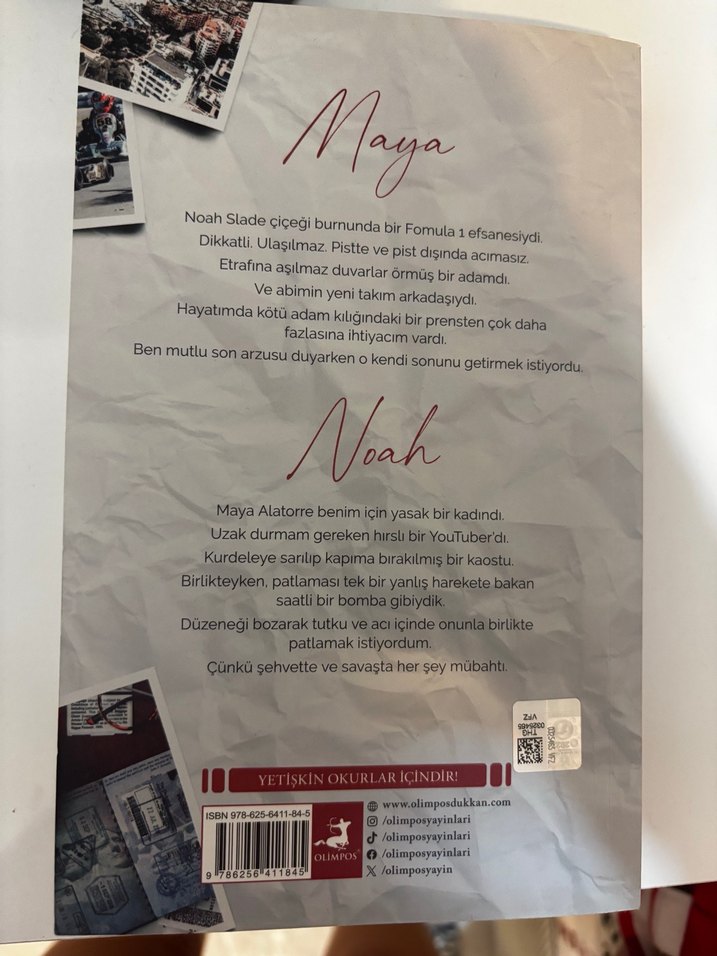 Maya
Noah Slade çiçeği burnunda bir Fomula 1 efsanesiydi.
Dikkatli. Ulaşılmaz. Pistte ve pist dışında acımasız.
Etrafına aşılmaz duvarlar örmüş bir adamdı.
Ve abimin yeni takım arkadaşıydı.
Hayatımda kötü adam kılığındaki bir prensten çok daha
fazlasına ihtiyacım vardı.
Ben mutlu son arzusu duyarken o kendi sonunu getirmek istiyordu.
Noah
Maya Alatorre benim için yasak bir kadındı.
Uzak durmam gereken hırslı bir YouTuber'dı.
Kurdeleye sarılıp kapıma bırakılmış bir kaostu.
Birlikteyken, patlaması tek bir yanlış harekete bakan
saatli bir bomba gibiydik.
Düzeneği bozarak tutku ve acı içinde onunla birlikte
patlamak istiyordum.
Çünkü şehvette ve savaşta her şey mübahtı.
THG
0325465
VFZ
YETİŞKİN OKURLAR İÇİNDİR!
ISBN 978-625-6411-84-5
9 786256 411845
OLİMPOS
www.olimposdukkan.com
/olimposyayinlari
/olimposyayinlari
/olimposyayinlari
/olimposyayin